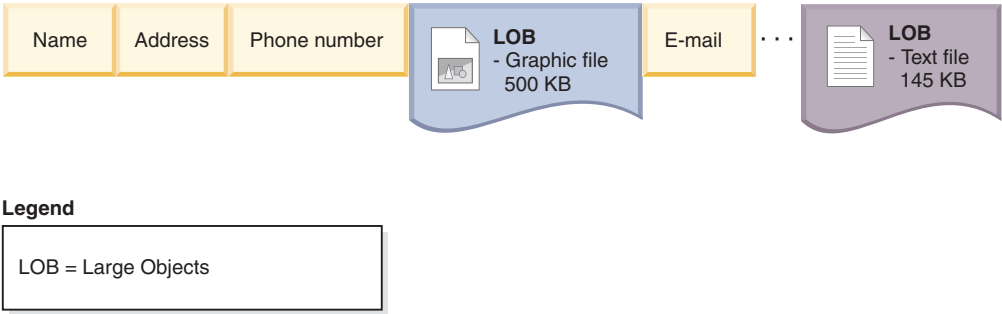 Name
Address
Phone number
LOB
- Graphic file
500 KB
E-mail
. . .
LOB
- Text file
145 KB
Legend
LOB = Large Objects